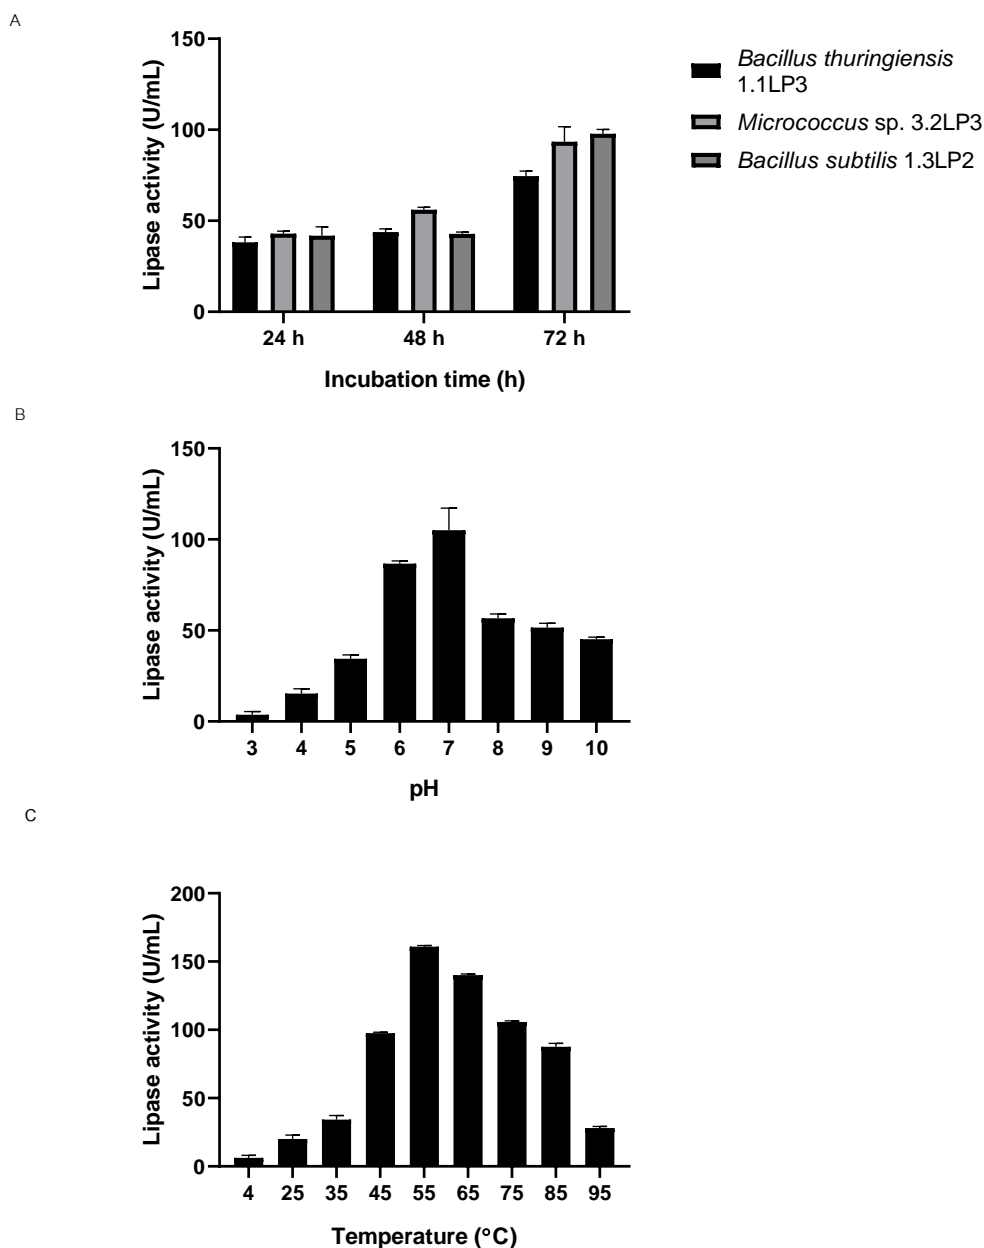 A
150
100
50
0
Lipase activity (U/mL)
24 h 48 h 72 h
Incubation time (h)
Bacillus thuringiensis
1.1LP3
Micrococcus sp. 3.2LP3
Bacillus subtilis 1.3LP2
B
150
100
50
0
Lipase activity (U/mL)
3 4 5 6 7 8 9 10
pH
C
200
150
100
50
0
Lipase activity (U/mL)
4 25 35 45 55 65 75 85 95
Temperature (°C)